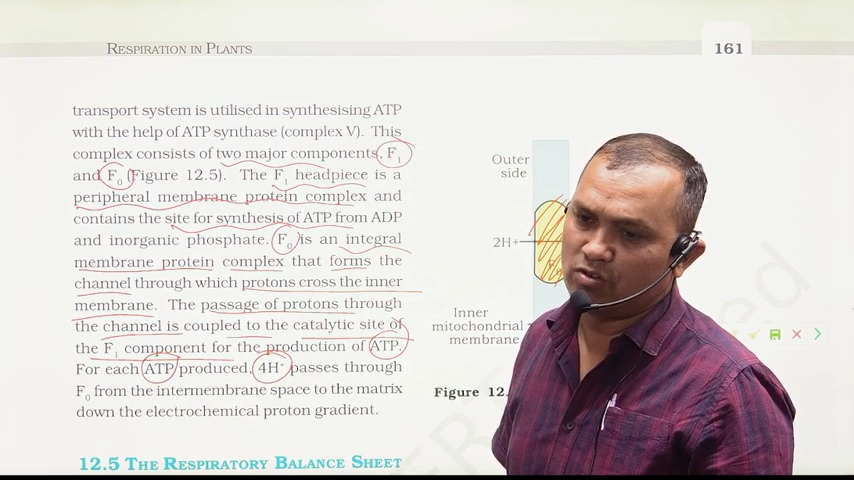 RESPIRATION IN PLANTS
161
transport system is utilised in synthesising ATP
with the help of ATP synthase (complex V). This
complex consists of two major components, F₁
and F₀ (Figure 12.5). The F₁ headpiece is a
peripheral membrane protein complex and
contains the site for synthesis of ATP from ADP
and inorganic phosphate. F₀ is an integral
membrane protein complex that forms the
channel through which protons cross the inner
membrane. The passage of protons through
the channel is coupled to the catalytic site of
the F₁ component for the production of ATP.
For each ATP produced, 4H⁺ passes through
F₀ from the intermembrane space to the matrix
down the electrochemical proton gradient.
12.5 THE RESPIRATORY BALANCE SHEET
Outer
side
2H+
Inner
mitochondrial
membrane
Figure 12.